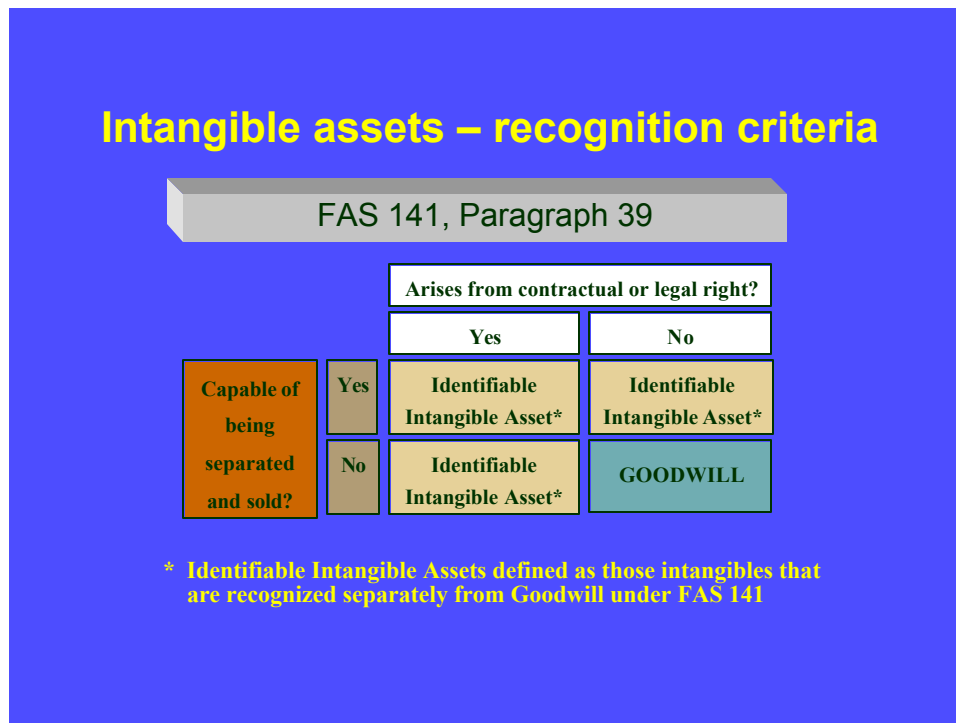 Intangible assets – recognition criteria
FAS 141, Paragraph 39
Arises from contractual or legal right?
Yes
No
Capable of
being
separated
and sold?
Yes
Identifiable
Intangible Asset*
Identifiable
Intangible Asset*
No
Identifiable
Intangible Asset*
GOODWILL
* Identifiable Intangible Assets defined as those intangibles that
are recognized separately from Goodwill under FAS 141